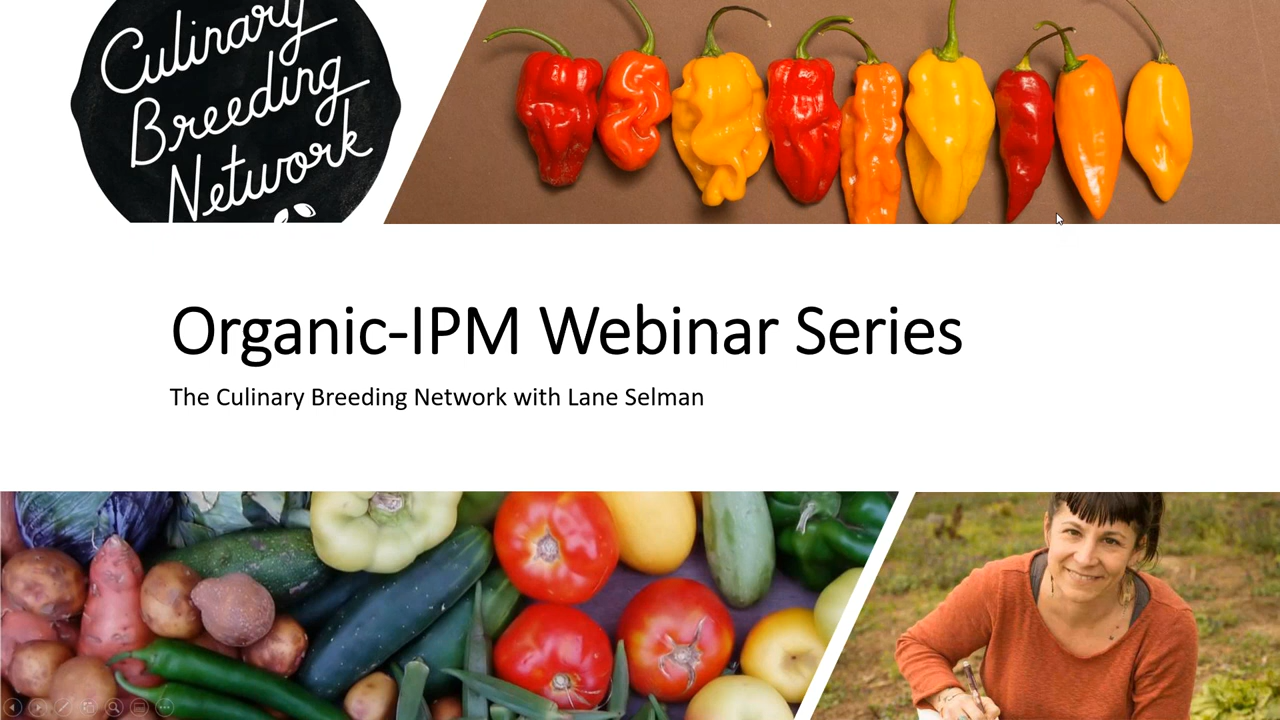 Culinary
Breeding
Network
Organic-IPM Webinar Series
The Culinary Breeding Network with Lane Selman